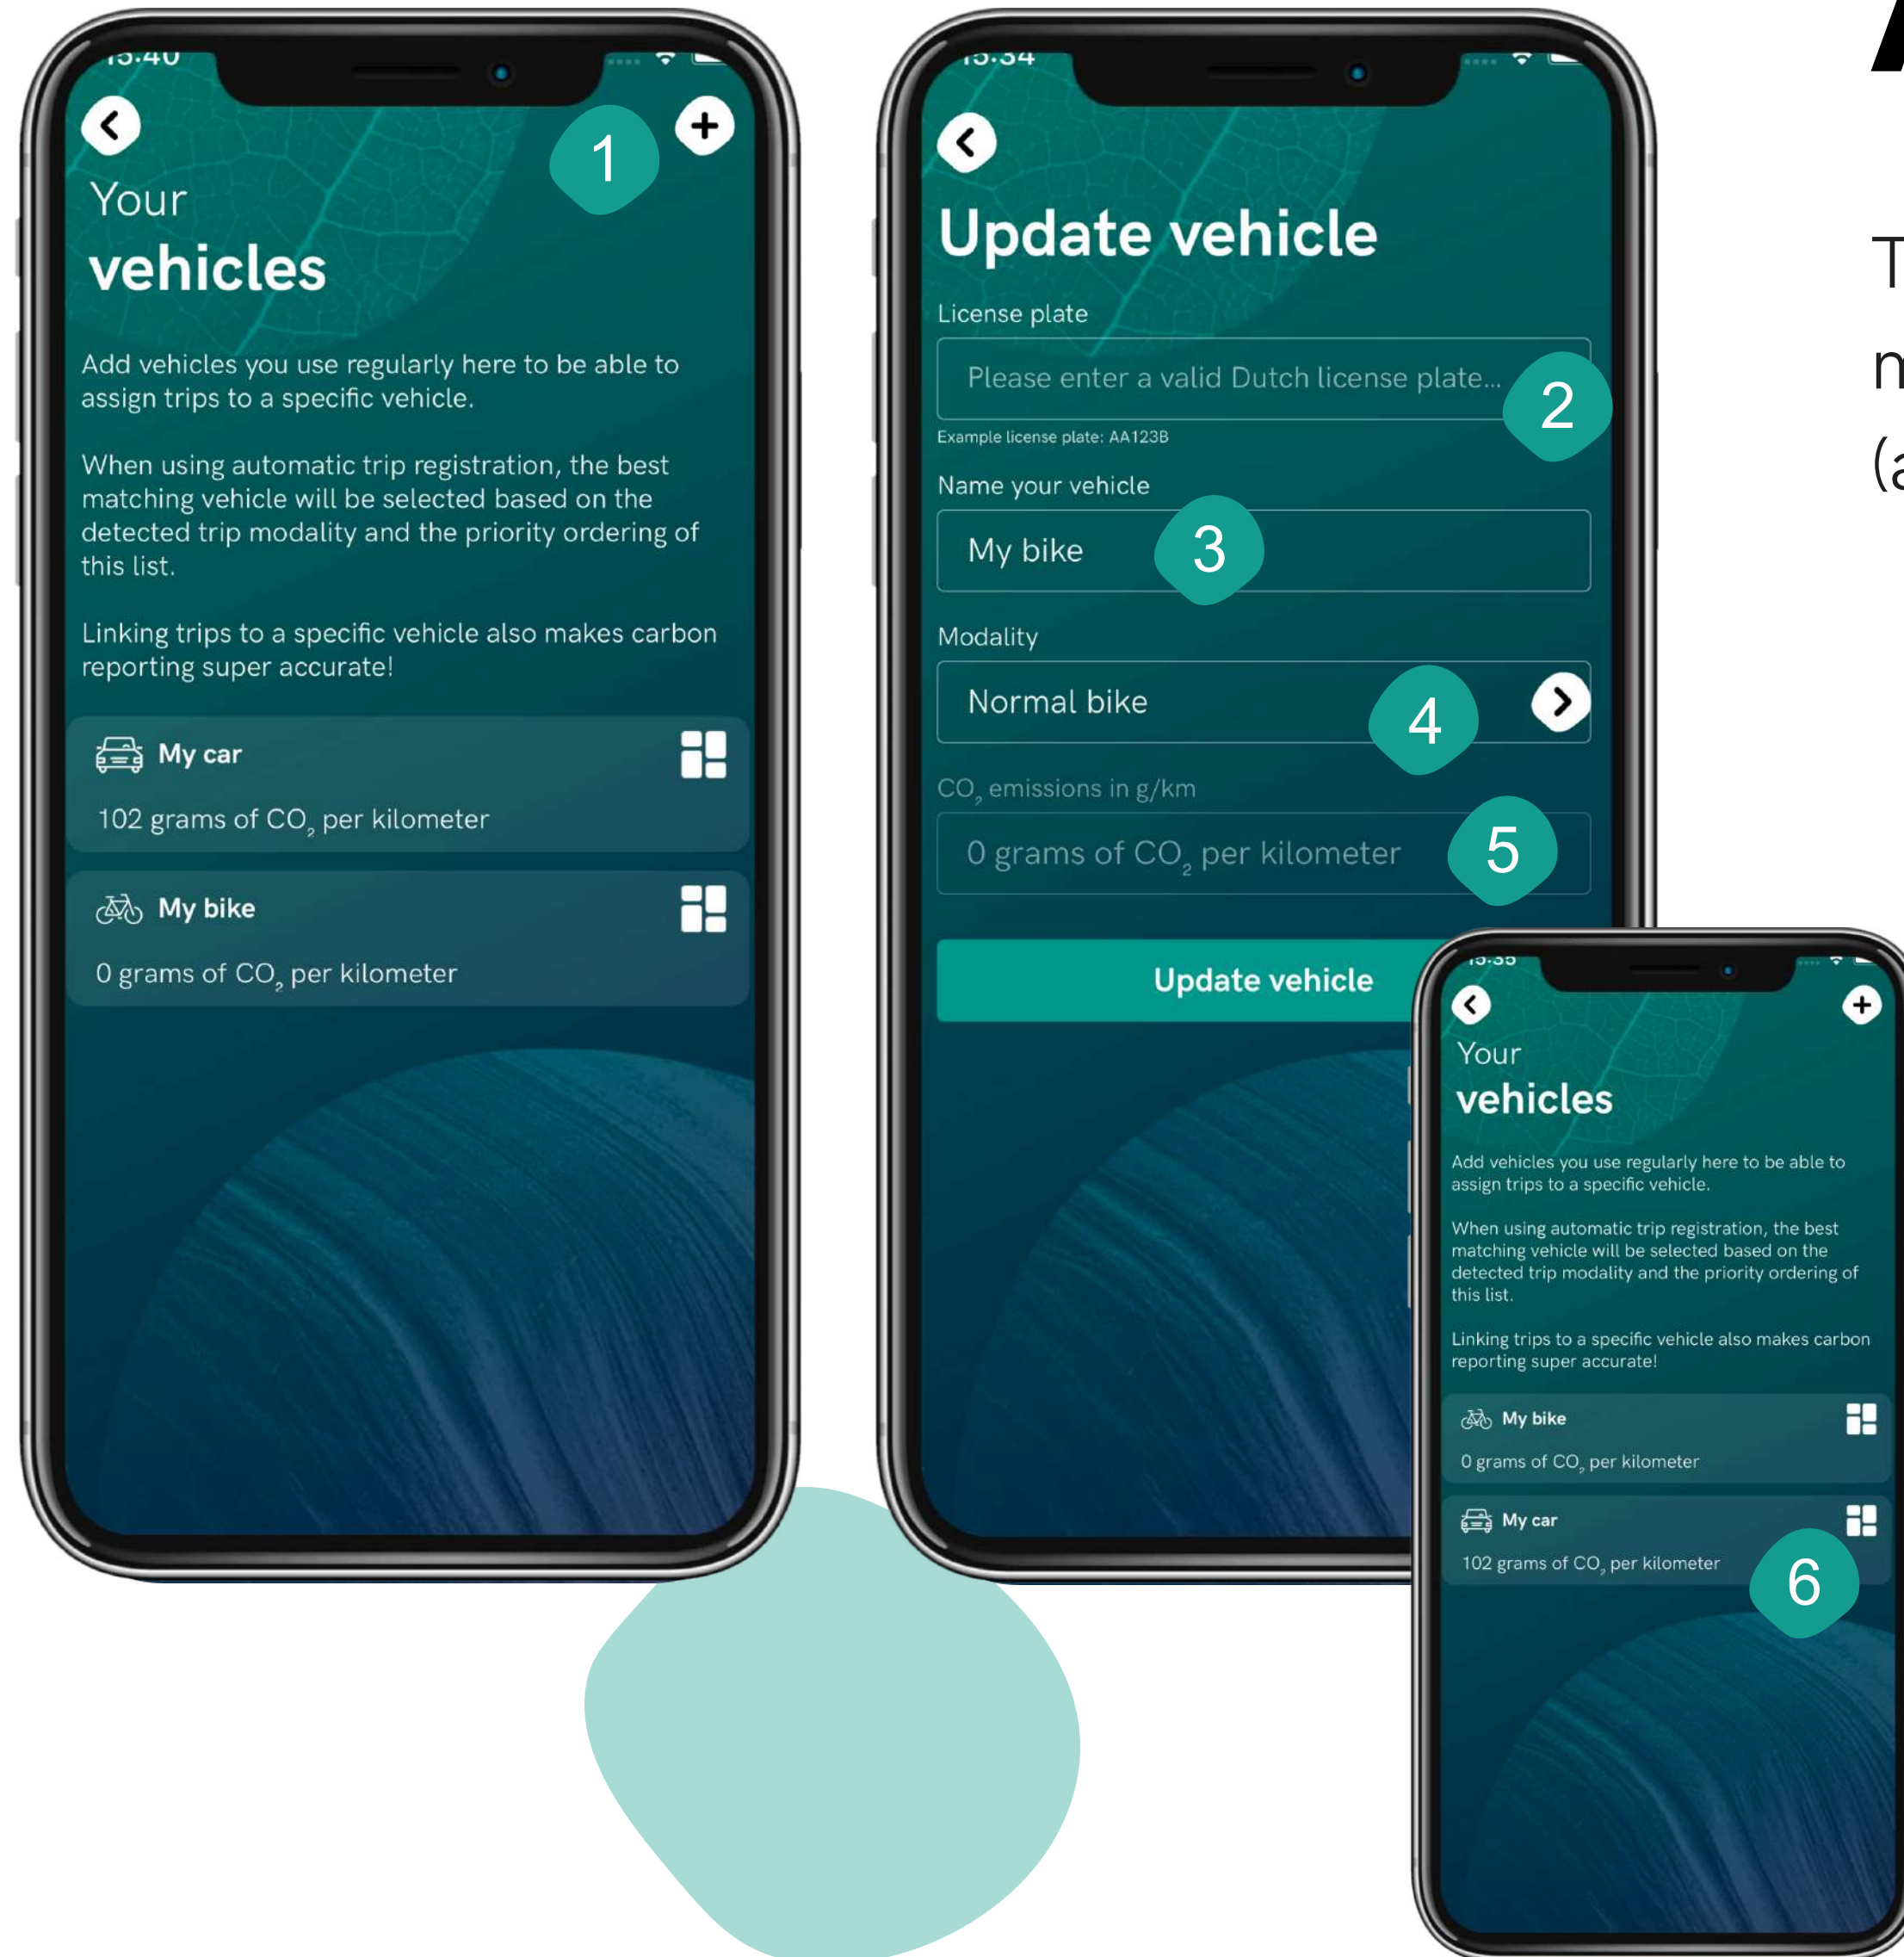 15:40
1
Your
vehicles
Add vehicles you use regularly here to be able to
assign trips to a specific vehicle.
When using automatic trip registration, the best
matching vehicle will be selected based on the
detected trip modality and the priority ordering of
this list.
Linking trips to a specific vehicle also makes carbon
reporting super accurate!
My car
102 grams of CO₂ per kilometer
My bike
0 grams of CO₂ per kilometer
15:34
Update vehicle
License plate
Please enter a valid Dutch license plate...
2
Example license plate: AA123B
Name your vehicle
My bike
3
Modality
Normal bike
4
CO₂ emissions in g/km
0 grams of CO₂ per kilometer
5
Update vehicle
15:35
Your
vehicles
Add vehicles you use regularly here to be able to
assign trips to a specific vehicle.
When using automatic trip registration, the best
matching vehicle will be selected based on the
detected trip modality and the priority ordering of
this list.
Linking trips to a specific vehicle also makes carbon
reporting super accurate!
My bike
0 grams of CO₂ per kilometer
My car
102 grams of CO₂ per kilometer
6